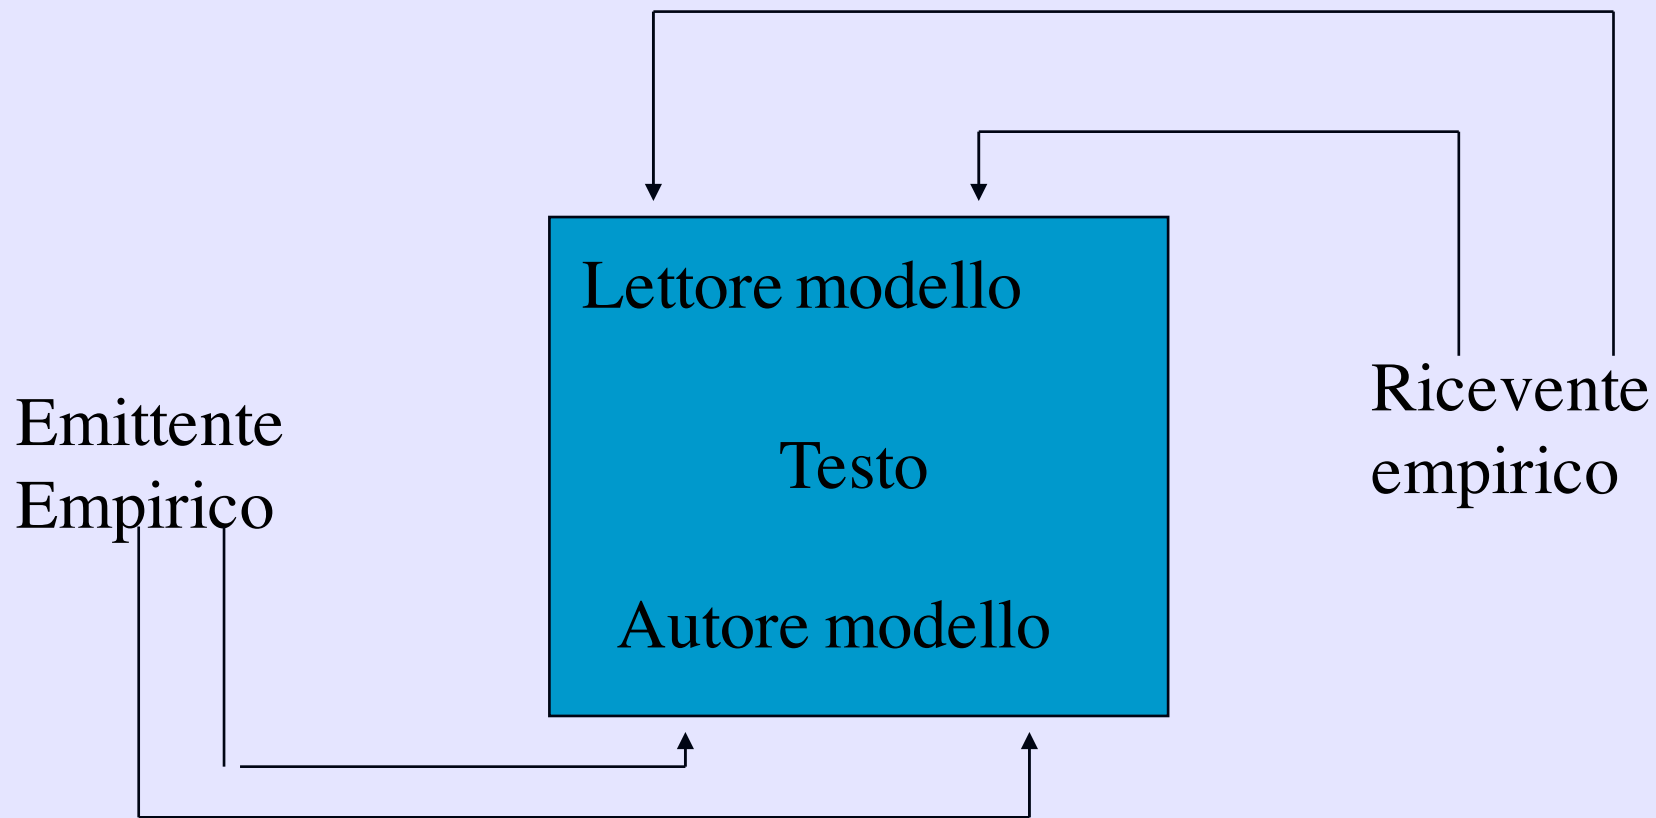 Lettore modello
Ricevente
empirico
Emittente
Empirico
Testo
Autore modello